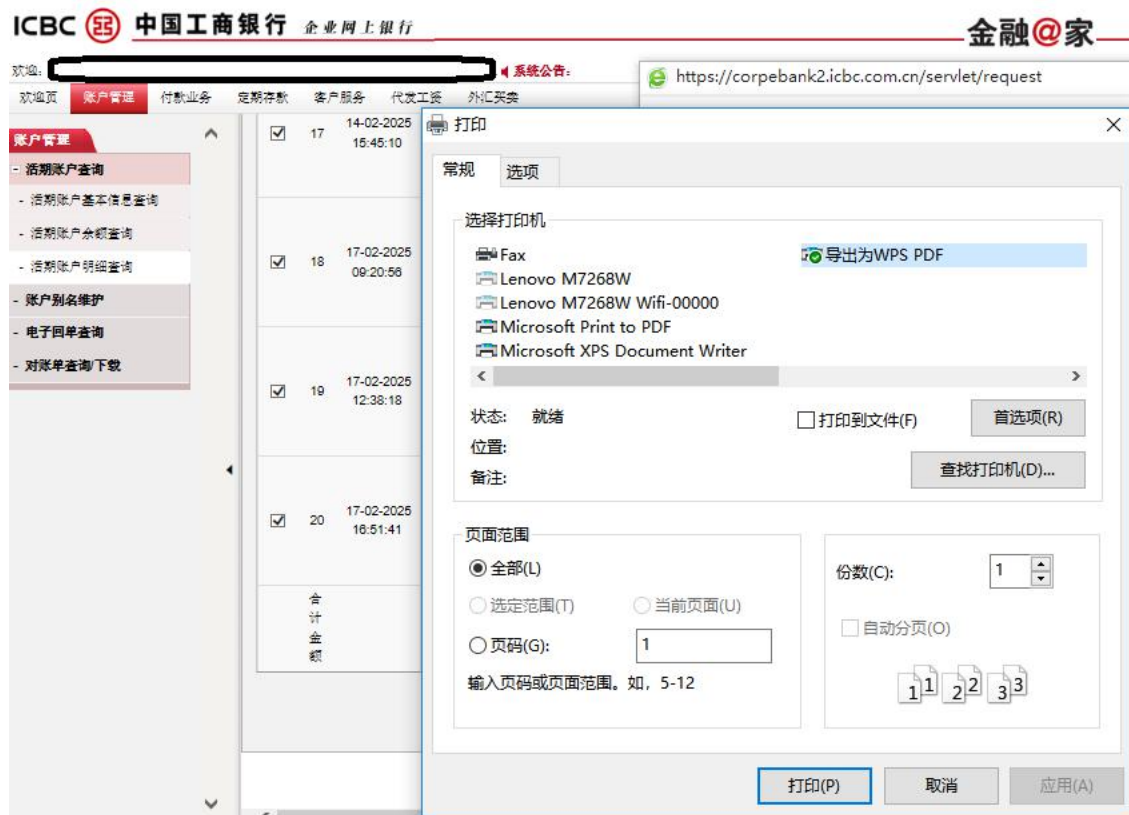 ICBC 中国工商银行 企业网上银行
金融@家
欢迎:
系统公告:
https://corpebank2.icbc.com.cn/servlet/request
欢迎页 账户管理 付款业务 定期存款 客户服务 代发工资 外汇买卖
账户管理
- 活期账户查询
- 活期账户基本信息查询
- 活期账户余额查询
- 活期账户明细查询
- 账户别名维护
- 电子回单查询
- 对账单查询/下载
17 14-02-2025
15:45:10
18 17-02-2025
09:20:56
19 17-02-2025
12:38:18
20 17-02-2025
16:51:41
合
计
金
额
打印
常规 选项
选择打印机
Fax
Lenovo M7268W
Lenovo M7268W Wifi-00000
Microsoft Print to PDF
Microsoft XPS Document Writer
导出为WPS PDF
状态: 就绪
位置:
备注:
打印到文件(F)
首选项(R)
查找打印机(D)...
页面范围
全部(L)
选定范围(T) 当前页面(U)
页码(G): 1
输入页码或页面范围。如，5-12
份数(C): 1
自动分页(O)
1 1 2 2 3 3
打印(P) 取消 应用(A)